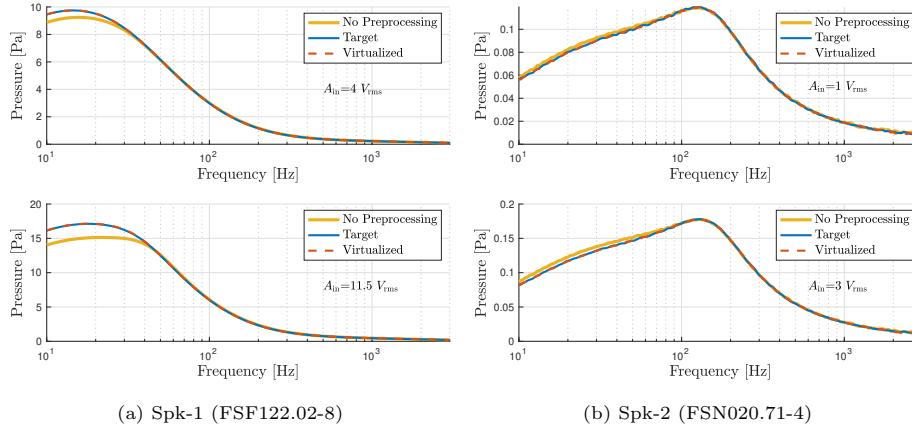 10
8
6
4
2
0
Pressure [Pa]
No Preprocessing
Target
Virtualized
A_in=4 V_rms
10^1
10^2
10^3
Frequency [Hz]
0.1
0.08
0.06
0.04
0.02
Pressure [Pa]
No Preprocessing
Target
Virtualized
A_in=1 V_rms
10^1
10^2
10^3
Frequency [Hz]
20
15
10
5
0
Pressure [Pa]
No Preprocessing
Target
Virtualized
A_in=11.5 V_rms
10^1
10^2
10^3
Frequency [Hz]
0.2
0.15
0.1
0.05
0
Pressure [Pa]
No Preprocessing
Target
Virtualized
A_in=3 V_rms
10^1
10^2
10^3
Frequency [Hz]
(a) Spk-1 (FSF122.02-8)
(b) Spk-2 (FSN020.71-4)